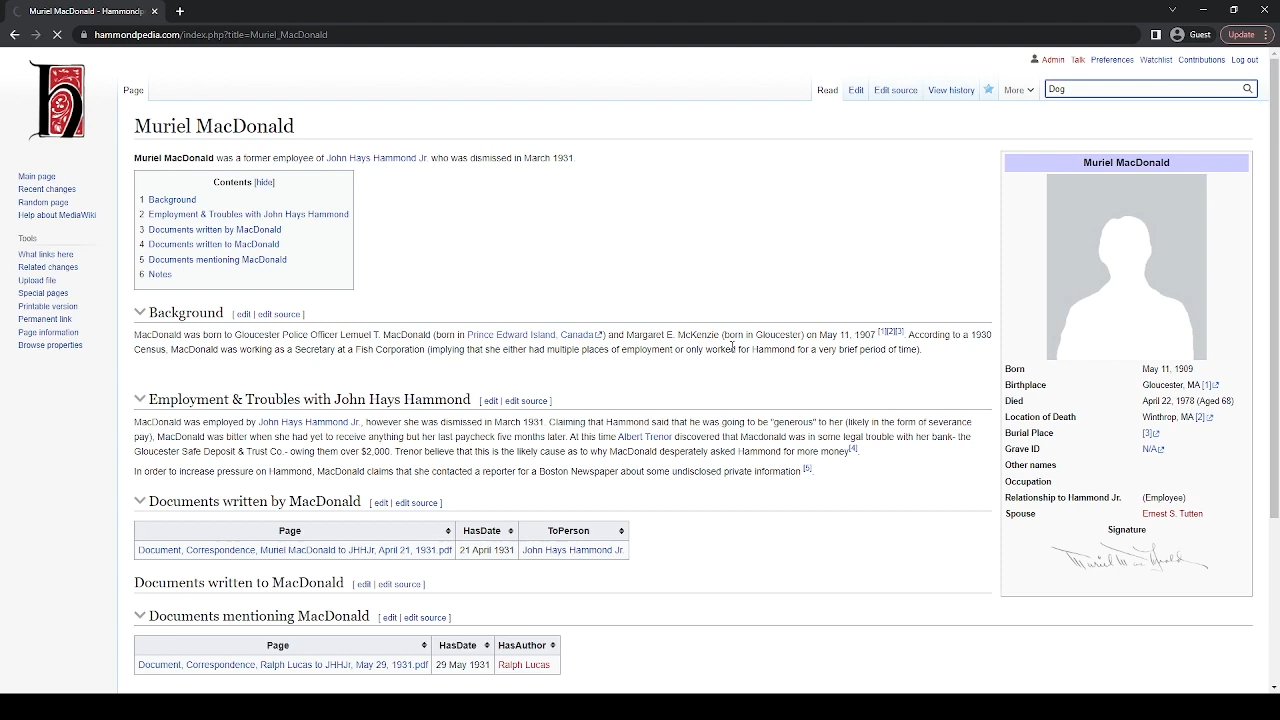 Muriel MacDonald - Hammondp
hammondpedia.com/index.php?title=Muriel_MacDonald
Guest
Update
Admin Talk Preferences Watchlist Contributions Log out
Page
Read Edit Edit source View history More Dog
h
Main page
Recent changes
Random page
Help about MediaWiki
Tools
What links here
Related changes
Upload file
Special pages
Printable version
Permanent link
Page information
Browse properties
Muriel MacDonald
Muriel MacDonald was a former employee of John Hays Hammond Jr. who was dismissed in March 1931.
Contents [hide]
1 Background
2 Employment & Troubles with John Hays Hammond
3 Documents written by MacDonald
4 Documents written to MacDonald
5 Documents mentioning MacDonald
6 Notes
Background [ edit | edit source ]
MacDonald was born to Gloucester Police Officer Lemuel T. MacDonald (born in Prince Edward Island, Canada) and Margaret E. McKenzie (born in Gloucester) on May 11, 1907 [1][2][3]. According to a 1930
Census, MacDonald was working as a Secretary at a Fish Corporation (implying that she either had multiple places of employment or only worked for Hammond for a very brief period of time).
Employment & Troubles with John Hays Hammond [ edit | edit source ]
MacDonald was employed by John Hays Hammond Jr., however she was dismissed in March 1931. Claiming that Hammond said that he was going to be "generous" to her (likely in the form of severance
pay), MacDonald was bitter when she had yet to receive anything but her last paycheck five months later. At this time Albert Trenor discovered that Macdonald was in some legal trouble with her bank- the
Gloucester Safe Deposit & Trust Co.- owing them over $2,000. Trenor believe that this is the likely cause as to why MacDonald desperately asked Hammond for more money[4].
In order to increase pressure on Hammond, MacDonald claims that she contacted a reporter for a Boston Newspaper about some undisclosed private information [5].
Documents written by MacDonald [ edit | edit source ]
Page HasDate ToPerson
Document, Correspondence, Muriel MacDonald to JHHJr, April 21, 1931.pdf 21 April 1931 John Hays Hammond Jr.
Documents written to MacDonald [ edit | edit source ]
Documents mentioning MacDonald [ edit | edit source ]
Page HasDate HasAuthor
Document, Correspondence, Ralph Lucas to JHHJr, May 29, 1931.pdf 29 May 1931 Ralph Lucas
Muriel MacDonald
Born May 11, 1909
Birthplace Gloucester, MA [1]
Died April 22, 1978 (Aged 68)
Location of Death Winthrop, MA [2]
Burial Place [3]
Grave ID N/A
Other names
Occupation
Relationship to Hammond Jr. (Employee)
Spouse Ernest S. Tutten
Signature
Muriel MacDonald